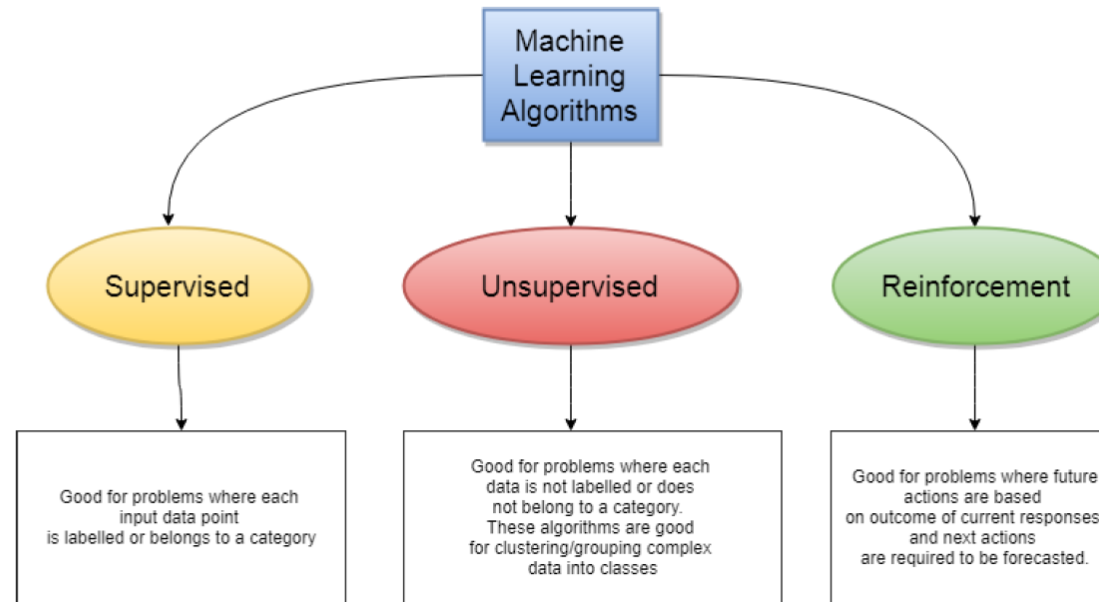 Machine
Learning
Algorithms
Supervised
Unsupervised
Reinforcement
Good for problems where each
input data point
is labelled or belongs to a category
Good for problems where each
data is not labelled or does
not belong to a category.
These algorithms are good
for clustering/grouping complex
data into classes
Good for problems where future
actions are based
on outcome of current responses
and next actions
are required to be forecasted.